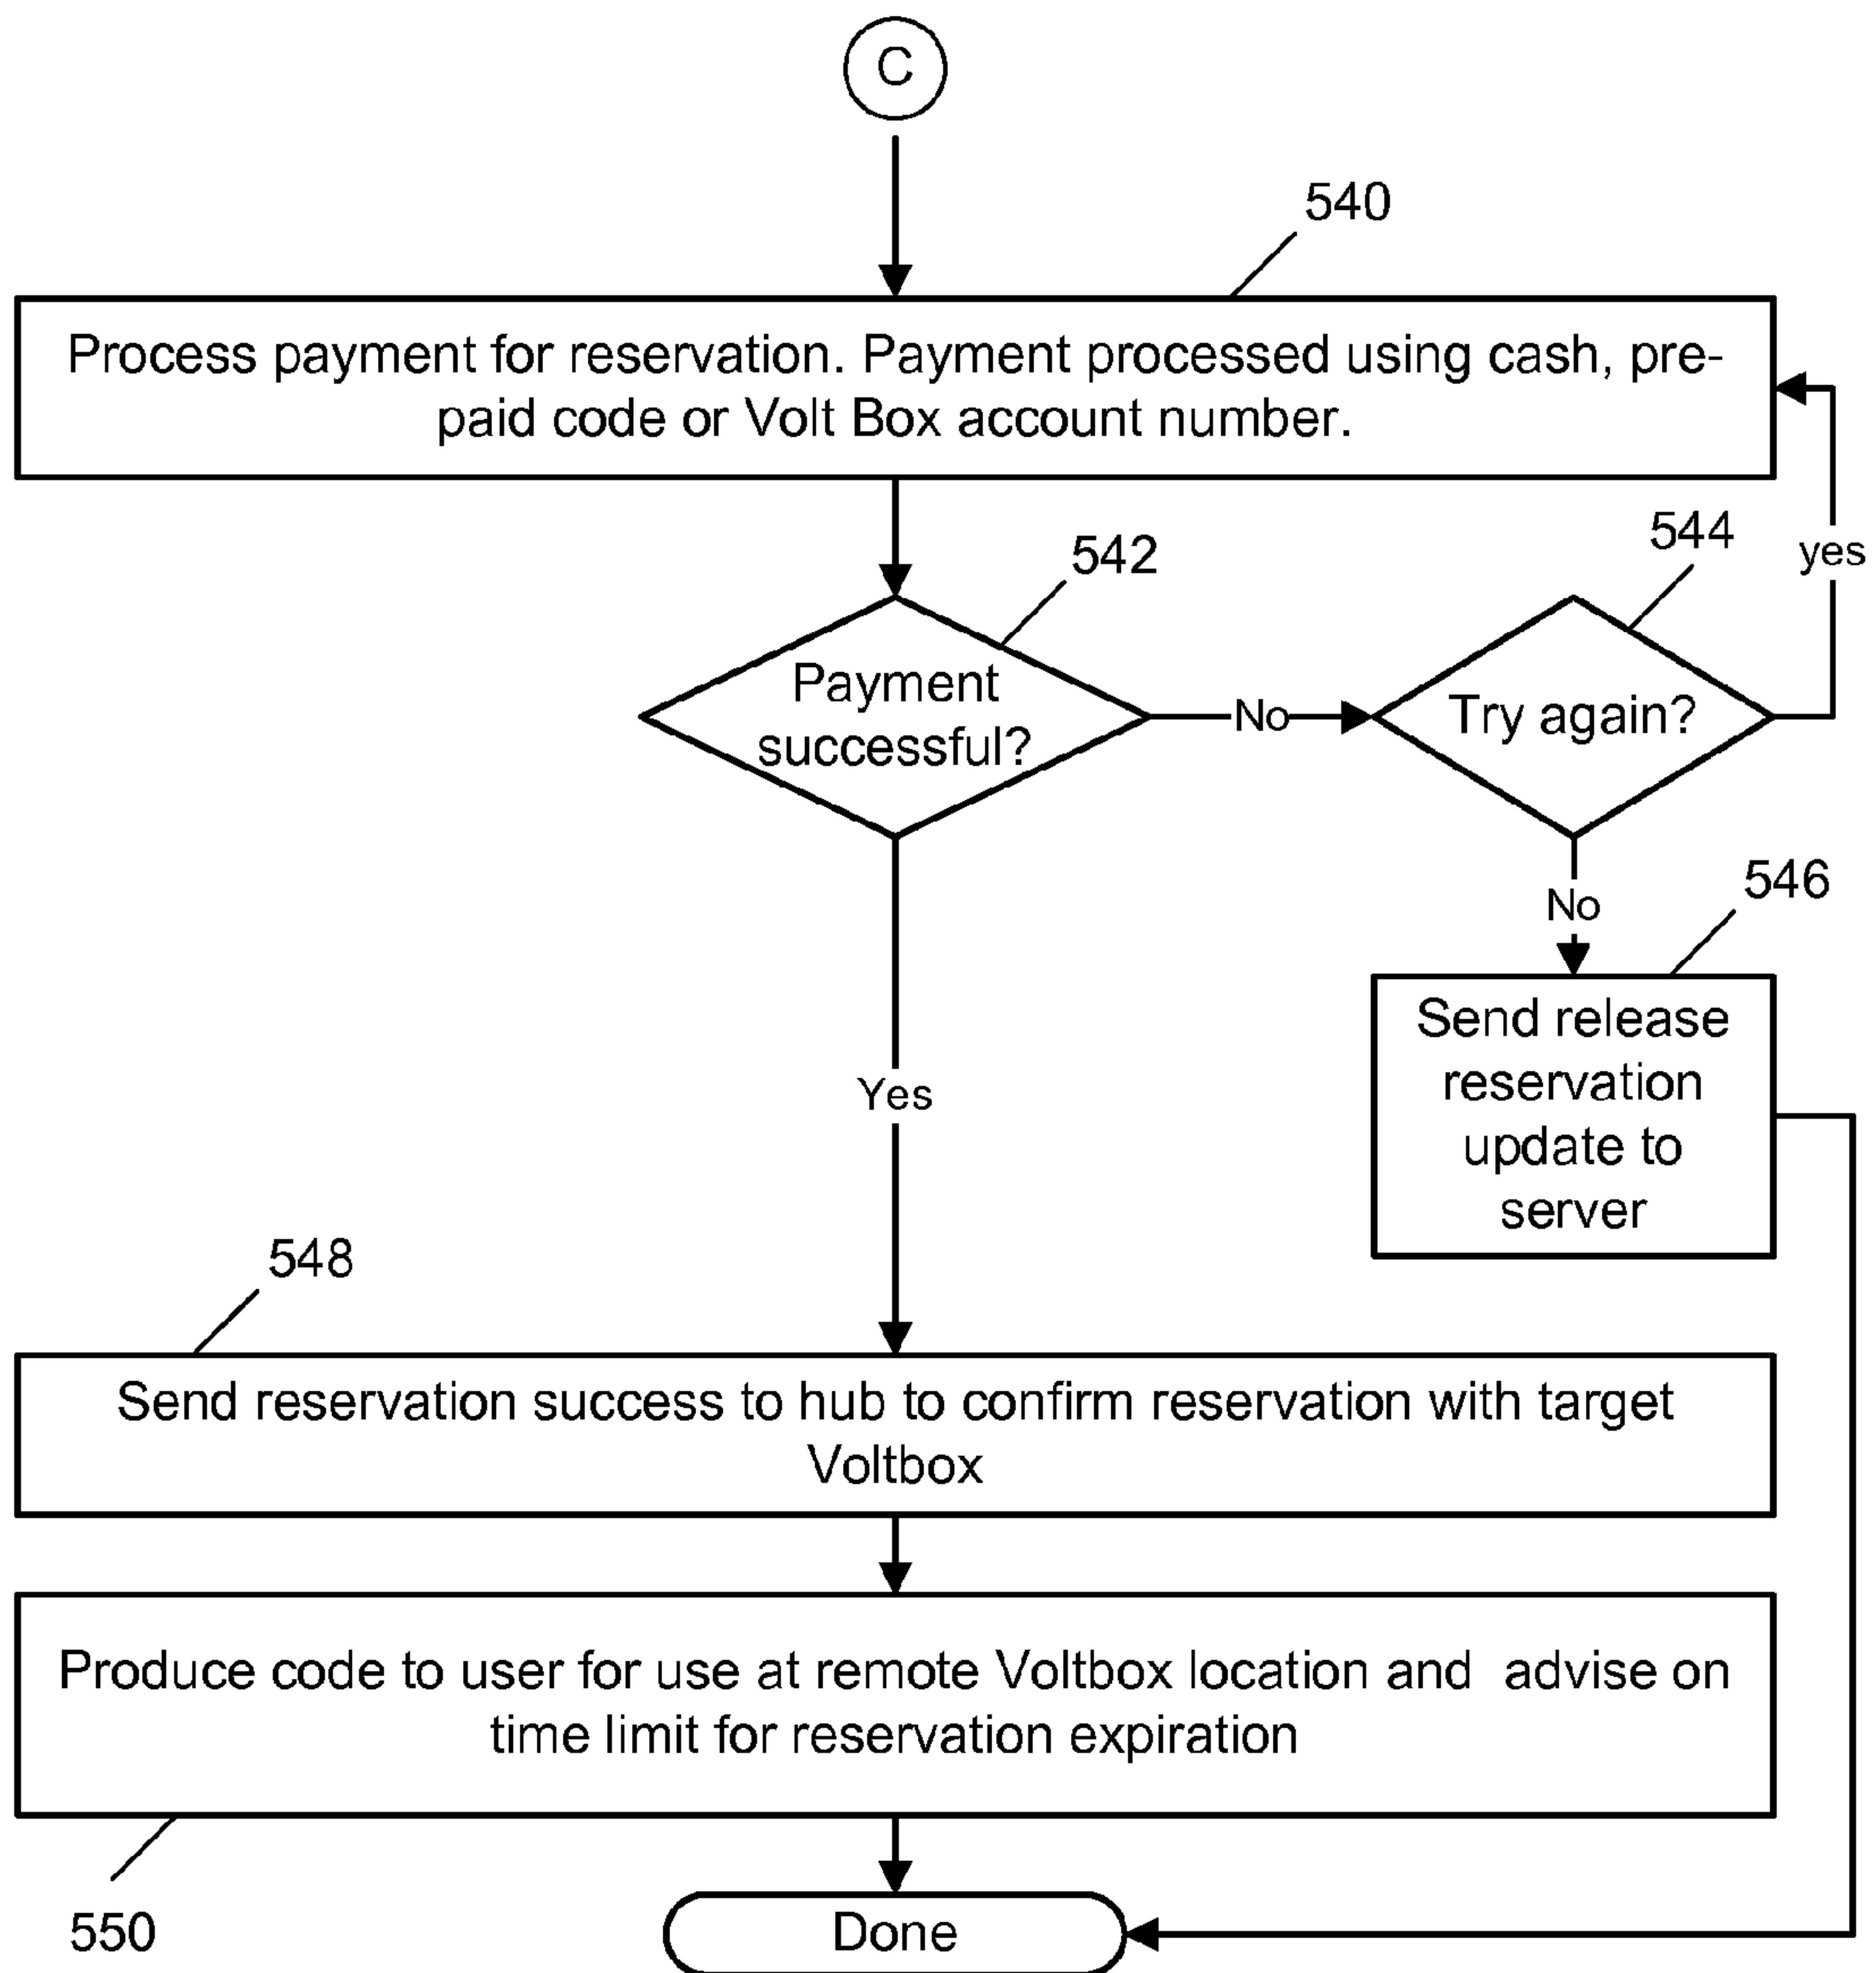 C
540
Process payment for reservation. Payment processed using cash, pre-
paid code or Volt Box account number.
542
544
yes
Payment
successful?
No
Try again?
No
546
Send release
reservation
update to
server
Yes
548
Send reservation success to hub to confirm reservation with target
Voltbox
Produce code to user for use at remote Voltbox location and  advise on
time limit for reservation expiration
550
Done